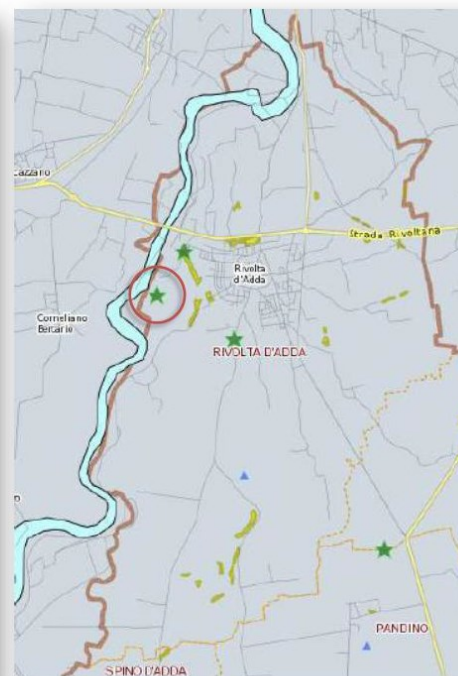 Strada Rivoltana
Rivolta
d'Adda
Corneliano
Bertario
RIVOLTA D'ADDA
PANDINO
SPINO D'ADDA